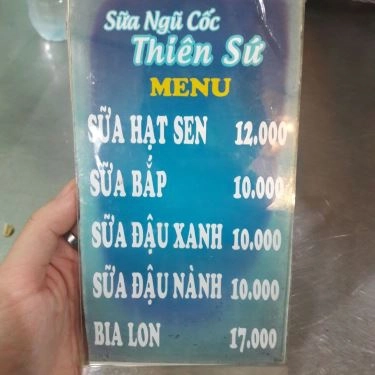 Sữa Ngũ Cốc
Thiên Sứ
MENU
SỮA HẠT SEN 12.000
SỮA BẮP 10.000
SỮA ĐẬU XANH 10.000
SỮA ĐẬU NÀNH 10.000
BIA LON 17.000